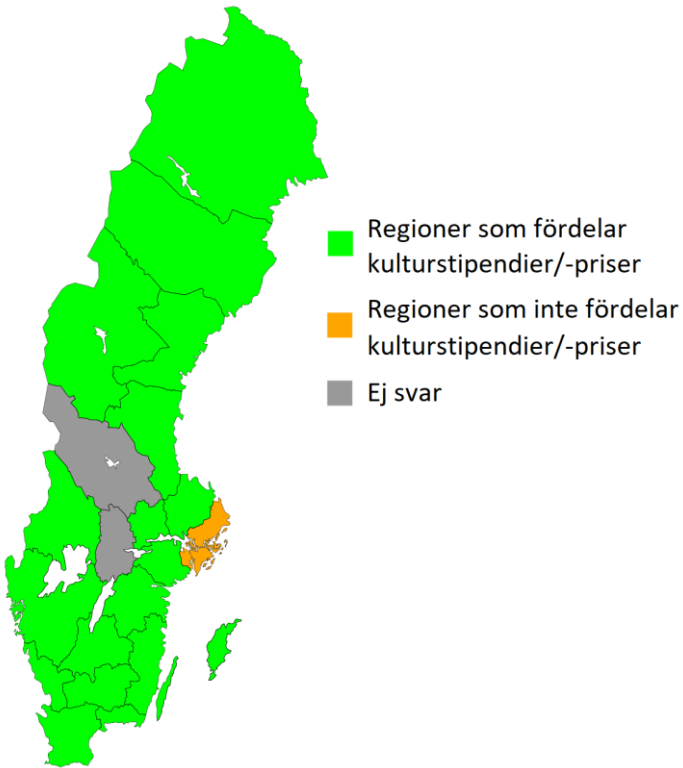 Regioner som fördelar
kulturstipendier/-priser
Regioner som inte fördelar
kulturstipendier/-priser
Ej svar